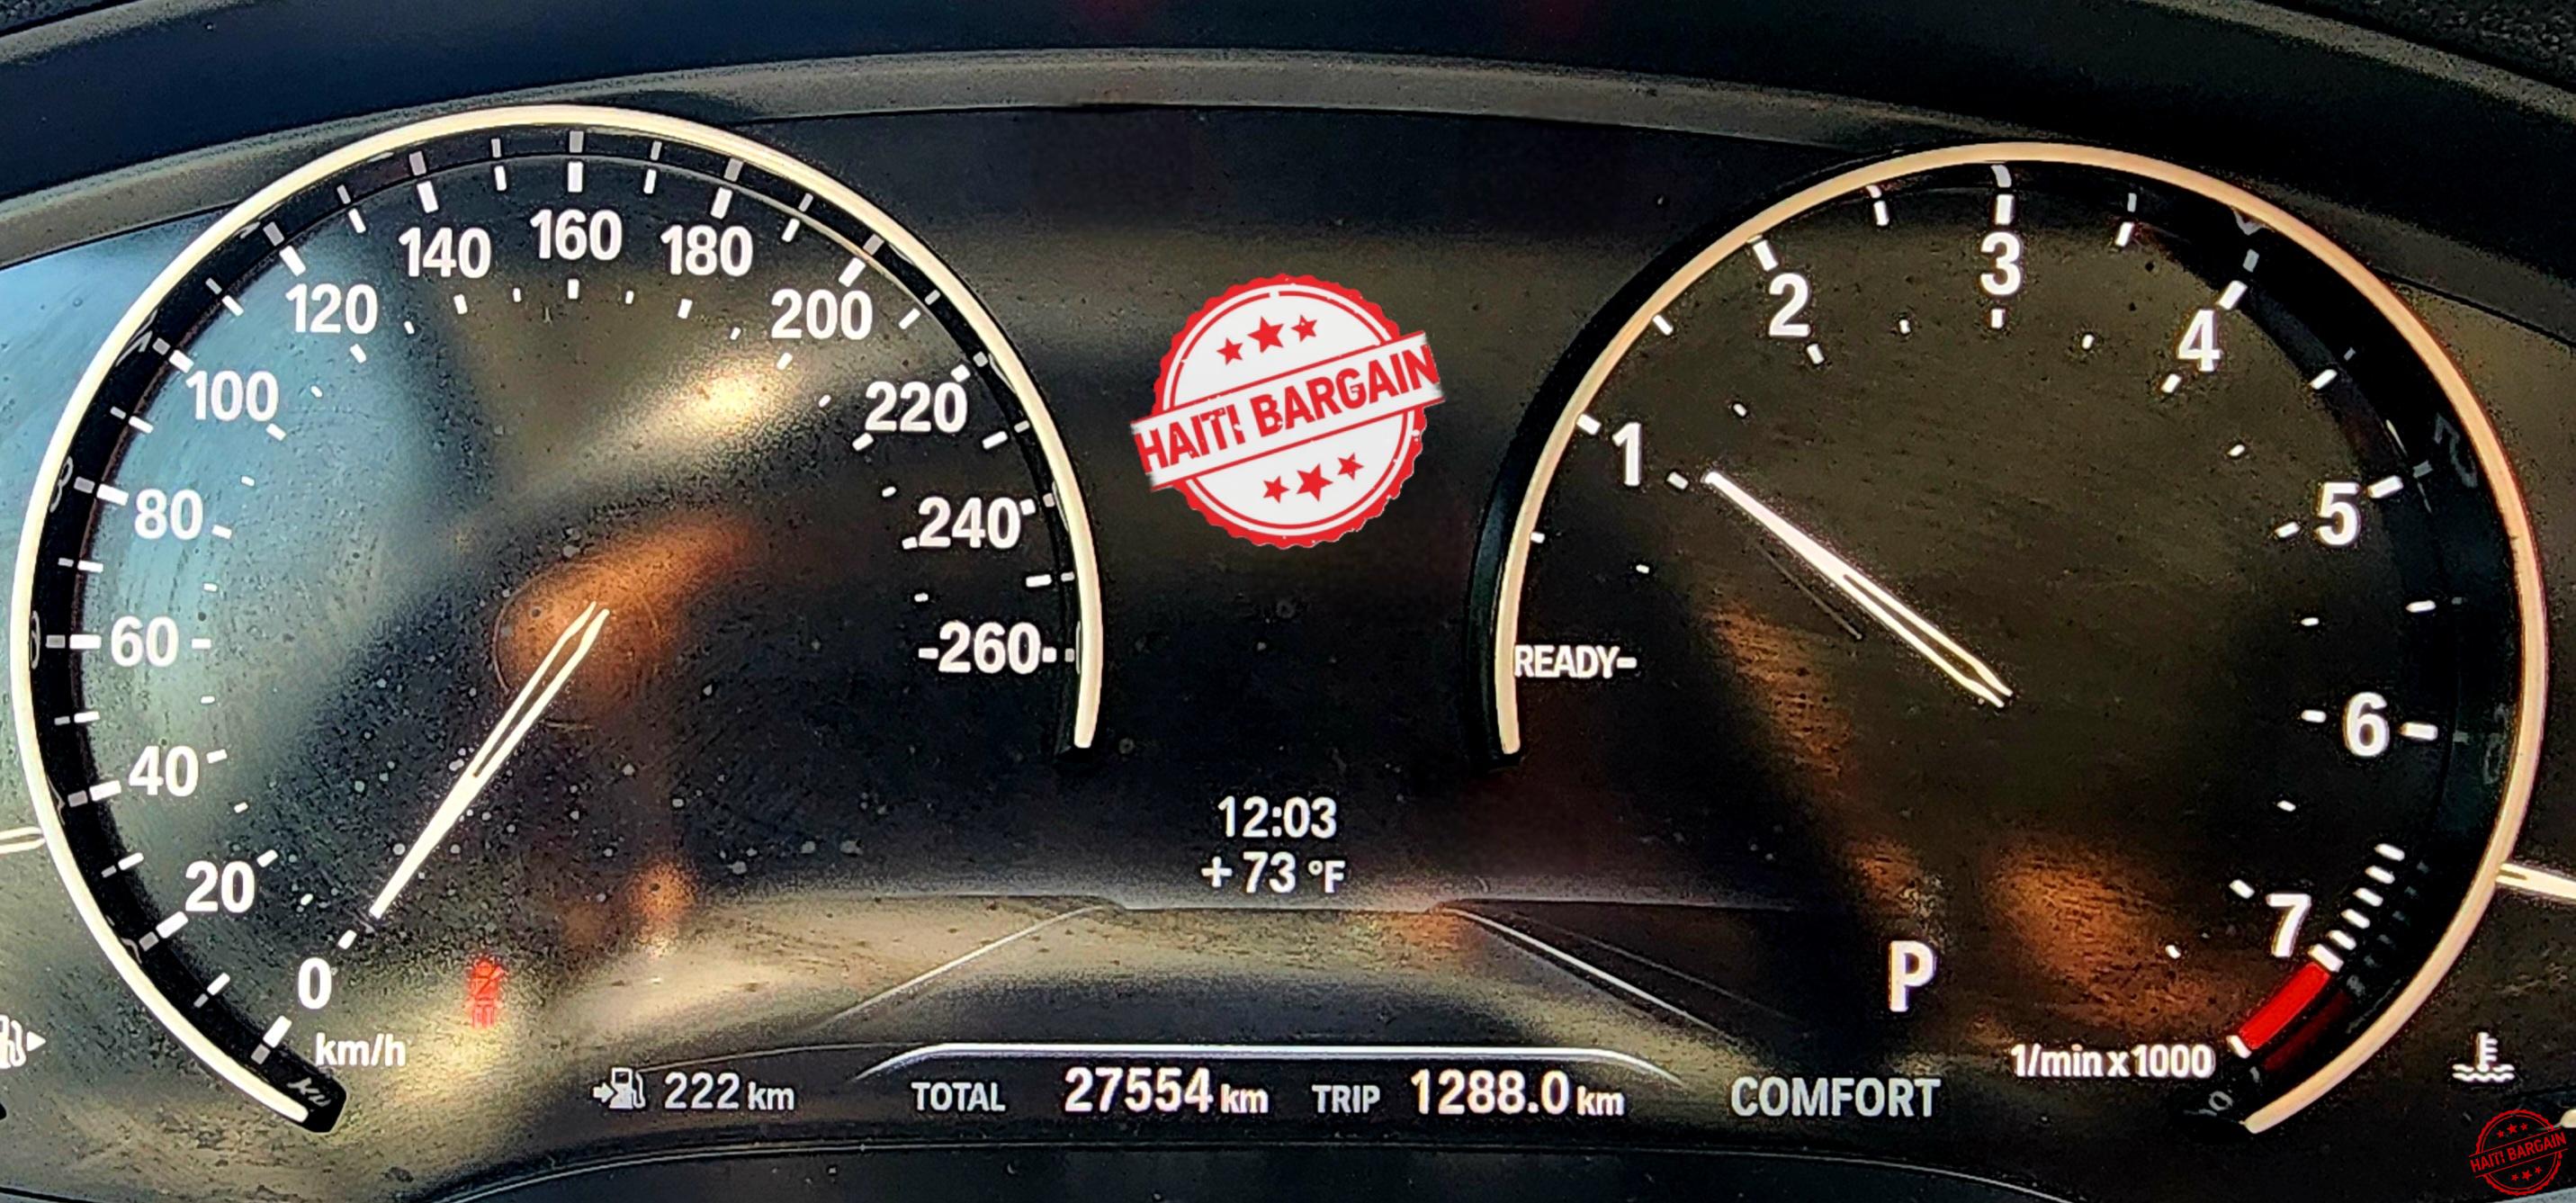 0
20
40
60
80
100
120
140
160
180
200
220
240
260
km/h
HAITI BARGAIN
12:03
+ 73 °F
READY
1
2
3
4
5
6
7
1/min x 1000
P
222 km
TOTAL 27554 km
TRIP 1288.0 km
COMFORT
HAITI BARGAIN